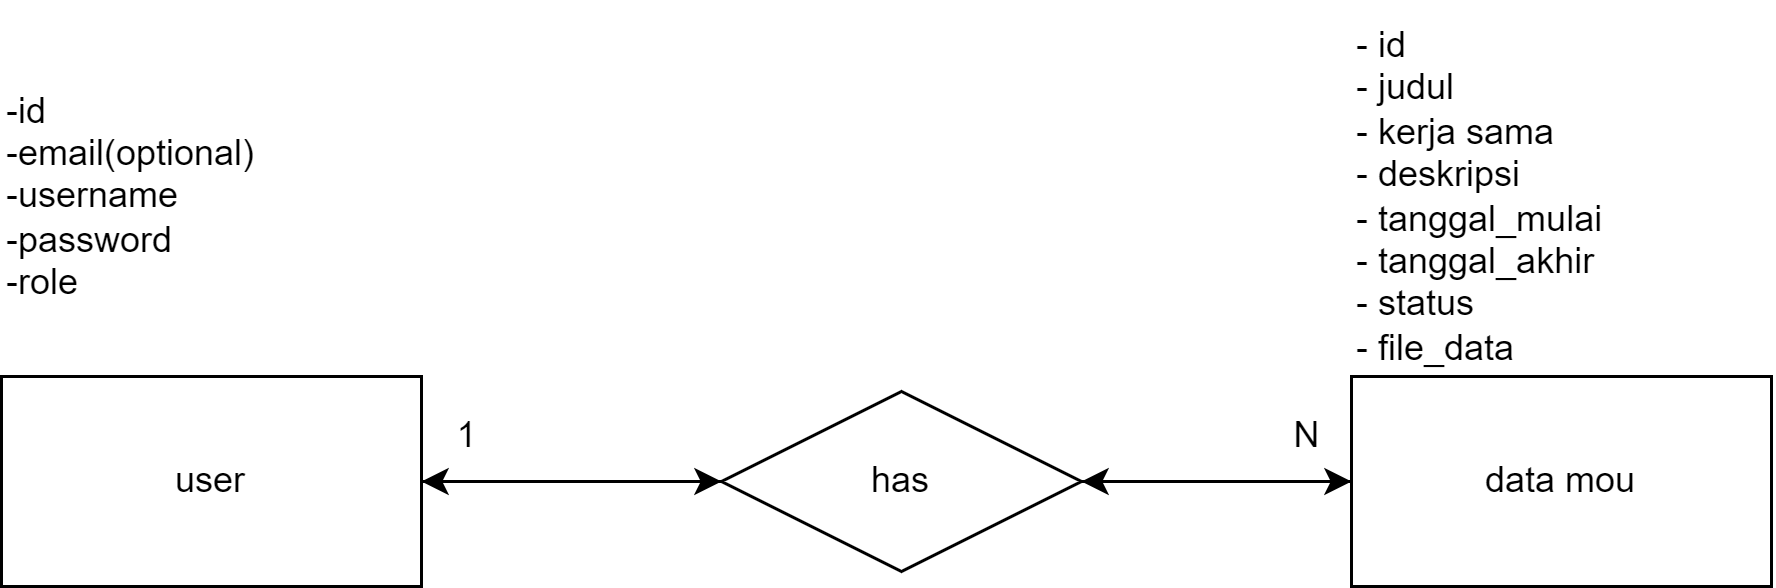 -id
-email(optional)
-username
-password
-role
- id
- judul
- kerja sama
- deskripsi
- tanggal_mulai
- tanggal_akhir
- status
- file_data
user
1
has
N
data mou